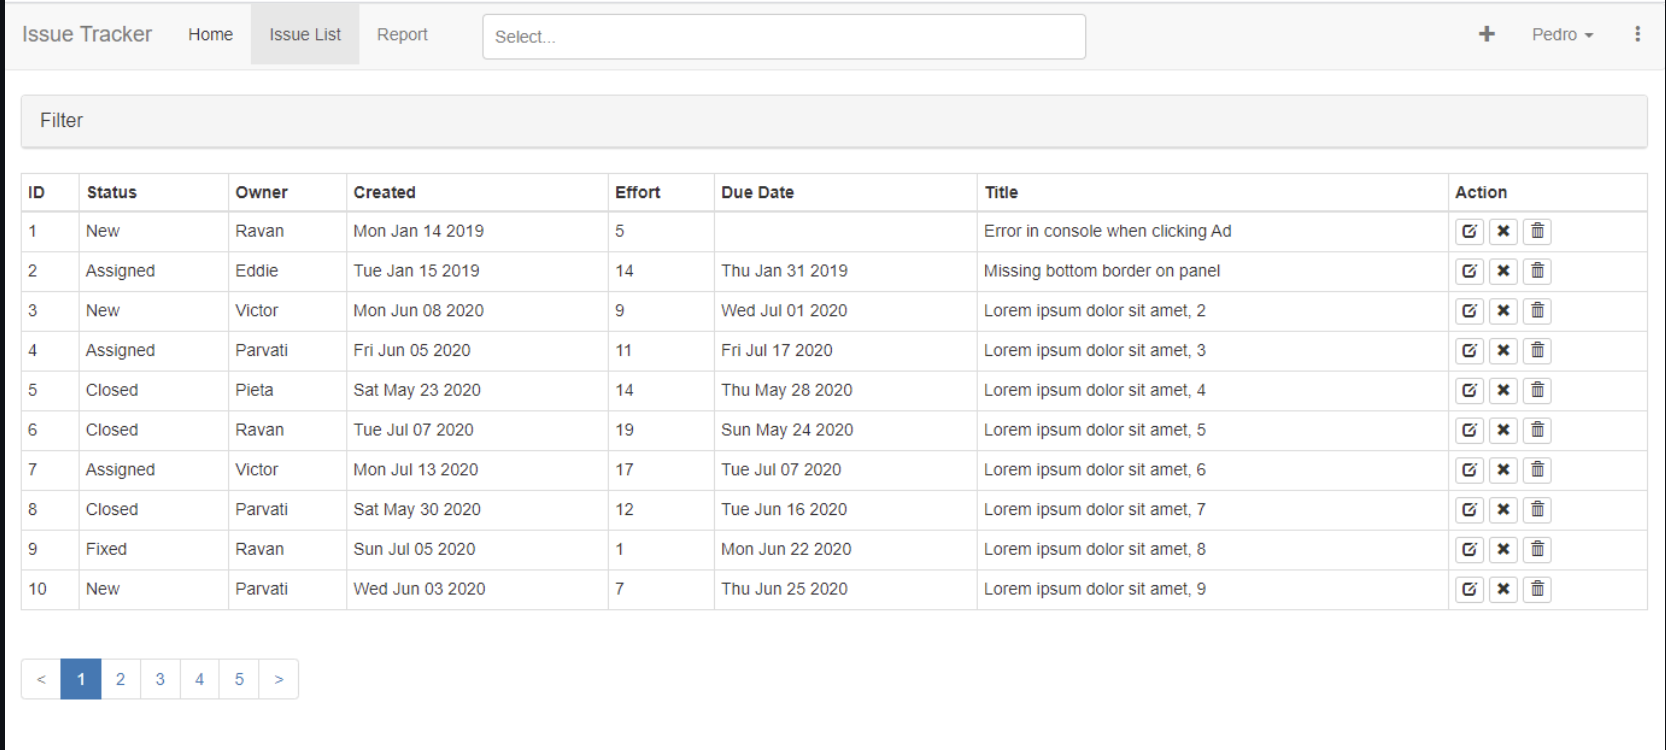 Issue Tracker Home Issue List Report Select... + Pedro
Filter
ID Status Owner Created Effort Due Date Title Action
1 New Ravan Mon Jan 14 2019 5 Error in console when clicking Ad
2 Assigned Eddie Tue Jan 15 2019 14 Thu Jan 31 2019 Missing bottom border on panel
3 New Victor Mon Jun 08 2020 9 Wed Jul 01 2020 Lorem ipsum dolor sit amet, 2
4 Assigned Parvati Fri Jun 05 2020 11 Fri Jul 17 2020 Lorem ipsum dolor sit amet, 3
5 Closed Pieta Sat May 23 2020 14 Thu May 28 2020 Lorem ipsum dolor sit amet, 4
6 Closed Ravan Tue Jul 07 2020 19 Sun May 24 2020 Lorem ipsum dolor sit amet, 5
7 Assigned Victor Mon Jul 13 2020 17 Tue Jul 07 2020 Lorem ipsum dolor sit amet, 6
8 Closed Parvati Sat May 30 2020 12 Tue Jun 16 2020 Lorem ipsum dolor sit amet, 7
9 Fixed Ravan Sun Jul 05 2020 1 Mon Jun 22 2020 Lorem ipsum dolor sit amet, 8
10 New Parvati Wed Jun 03 2020 7 Thu Jun 25 2020 Lorem ipsum dolor sit amet, 9
< 1 2 3 4 5 >